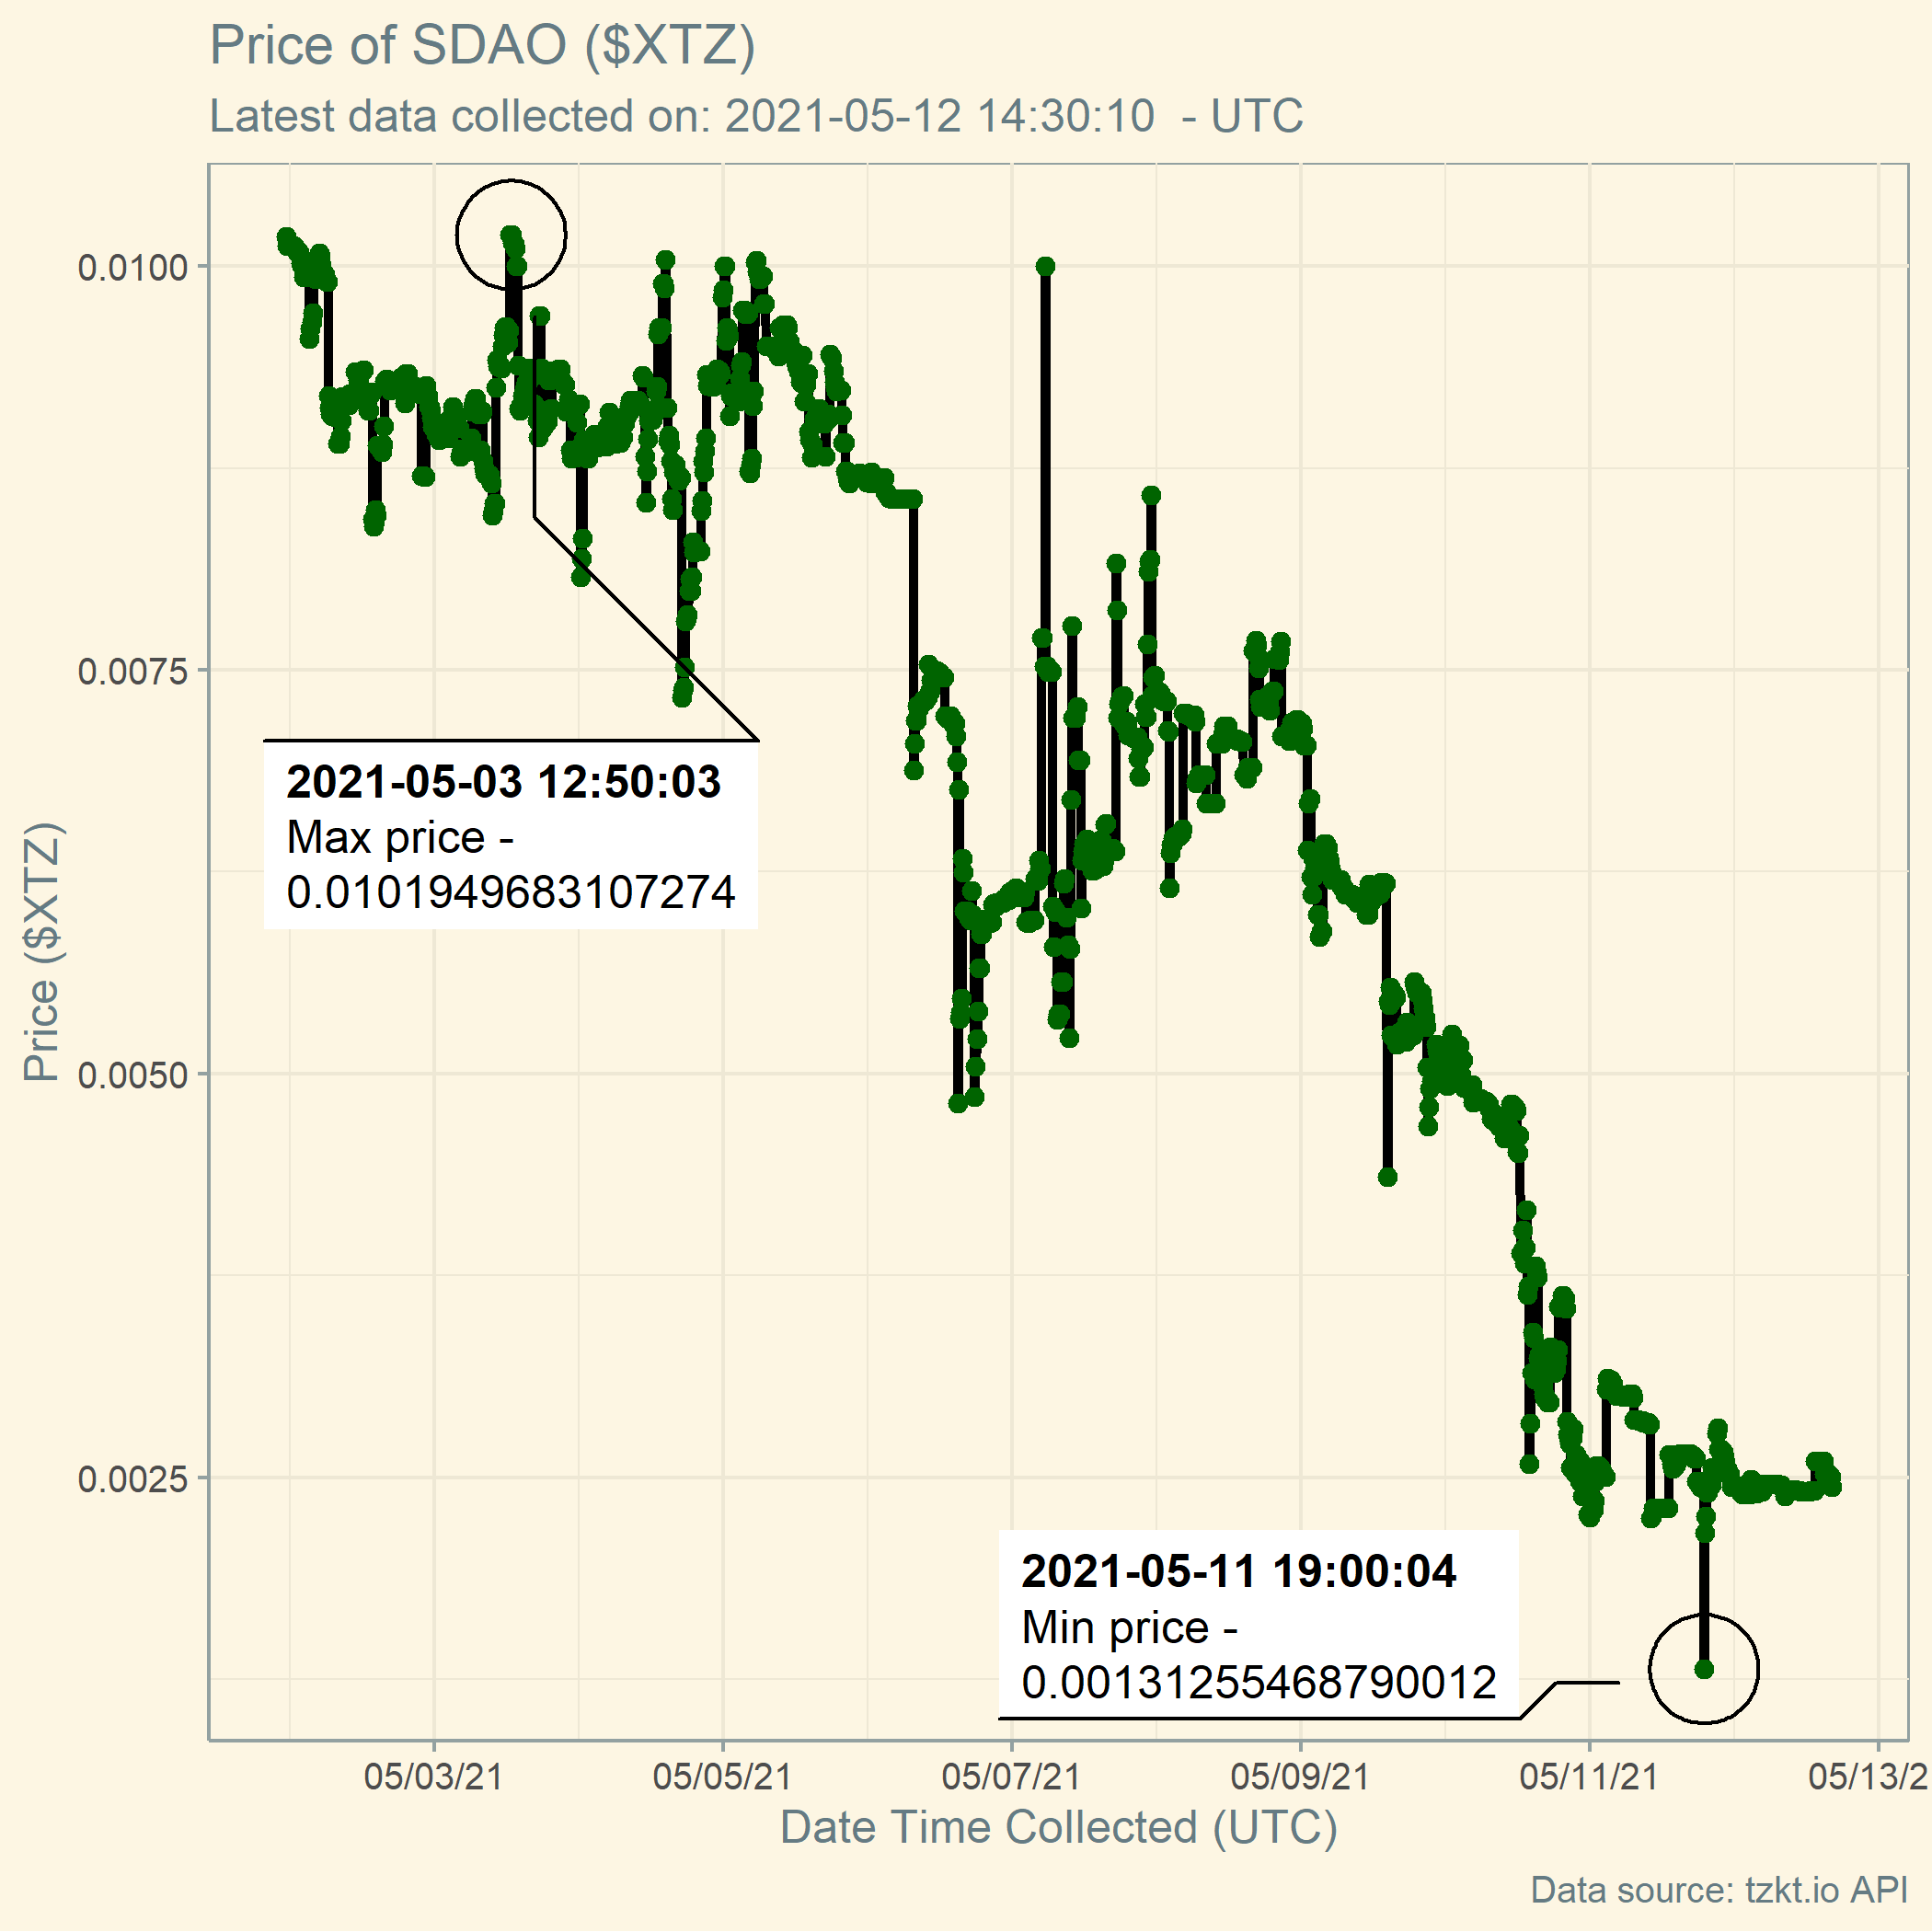 Price of SDAO ($XTZ)
Latest data collected on: 2021-05-12 14:30:10  - UTC
0.0100
0.0075
0.0050
0.0025
Price ($XTZ)
2021-05-03 12:50:03
Max price -
0.0101949683107274
2021-05-11 19:00:04
Min price -
0.00131255468790012
05/03/21
05/05/21
05/07/21
05/09/21
05/11/21
05/13/2
Date Time Collected (UTC)
Data source: tzkt.io API